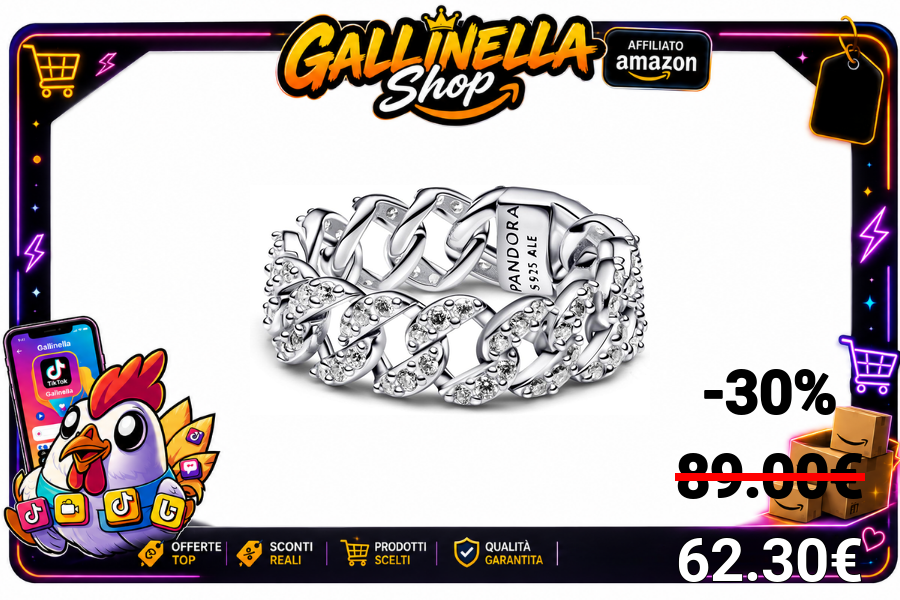 GALLINELLA
Shop
AFFILIATO
amazon
PANDORA
S925 ALE
Gallinella
TikTok
Gallinella
-30%
89.00€
62.30€
OFFERTE
TOP
SCONTI
REALI
PRODOTTI
SCELTI
QUALITÀ
GARANTITA